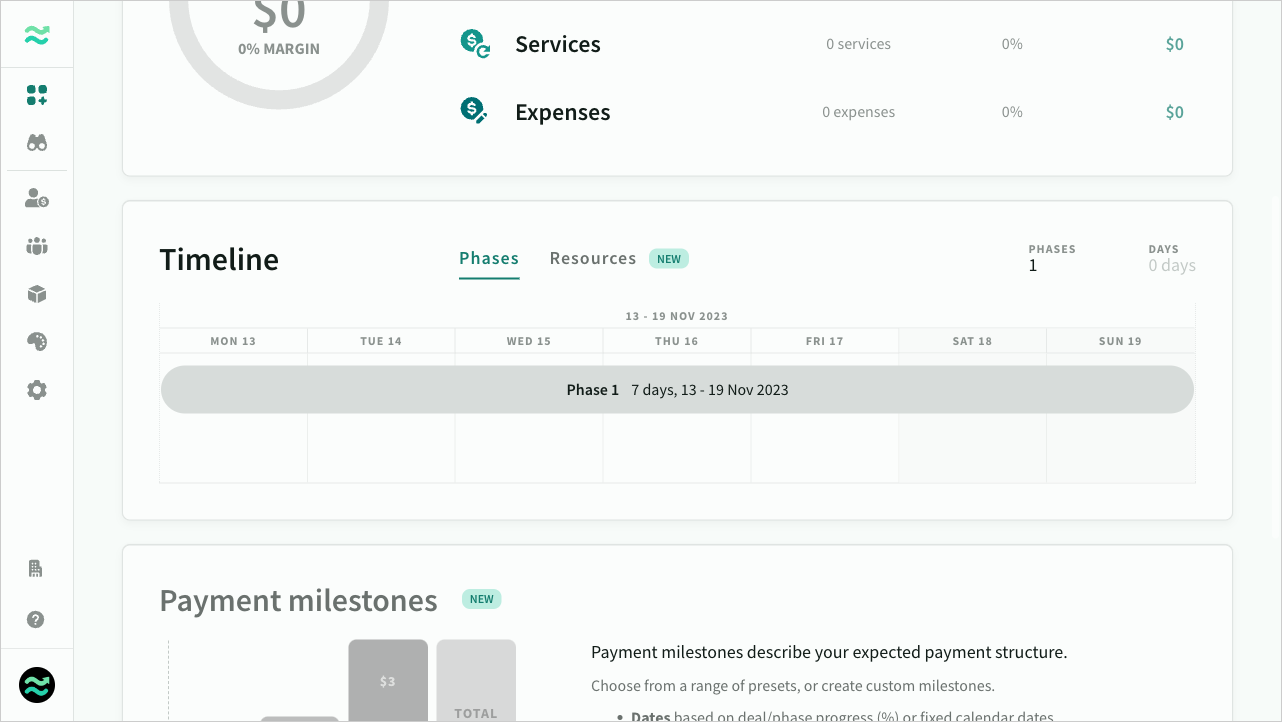 $0
0% MARGIN
Services 0 services 0% $0
Expenses 0 expenses 0% $0
Timeline Phases Resources NEW
PHASES DAYS
1 0 days
13 - 19 NOV 2023
MON 13 TUE 14 WED 15 THU 16 FRI 17 SAT 18 SUN 19
Phase 1 7 days, 13 - 19 Nov 2023
Payment milestones NEW
$3
TOTAL
Payment milestones describe your expected payment structure.
Choose from a range of presets, or create custom milestones.
• Dates based on deal/phase progress (%) or fixed calendar dates